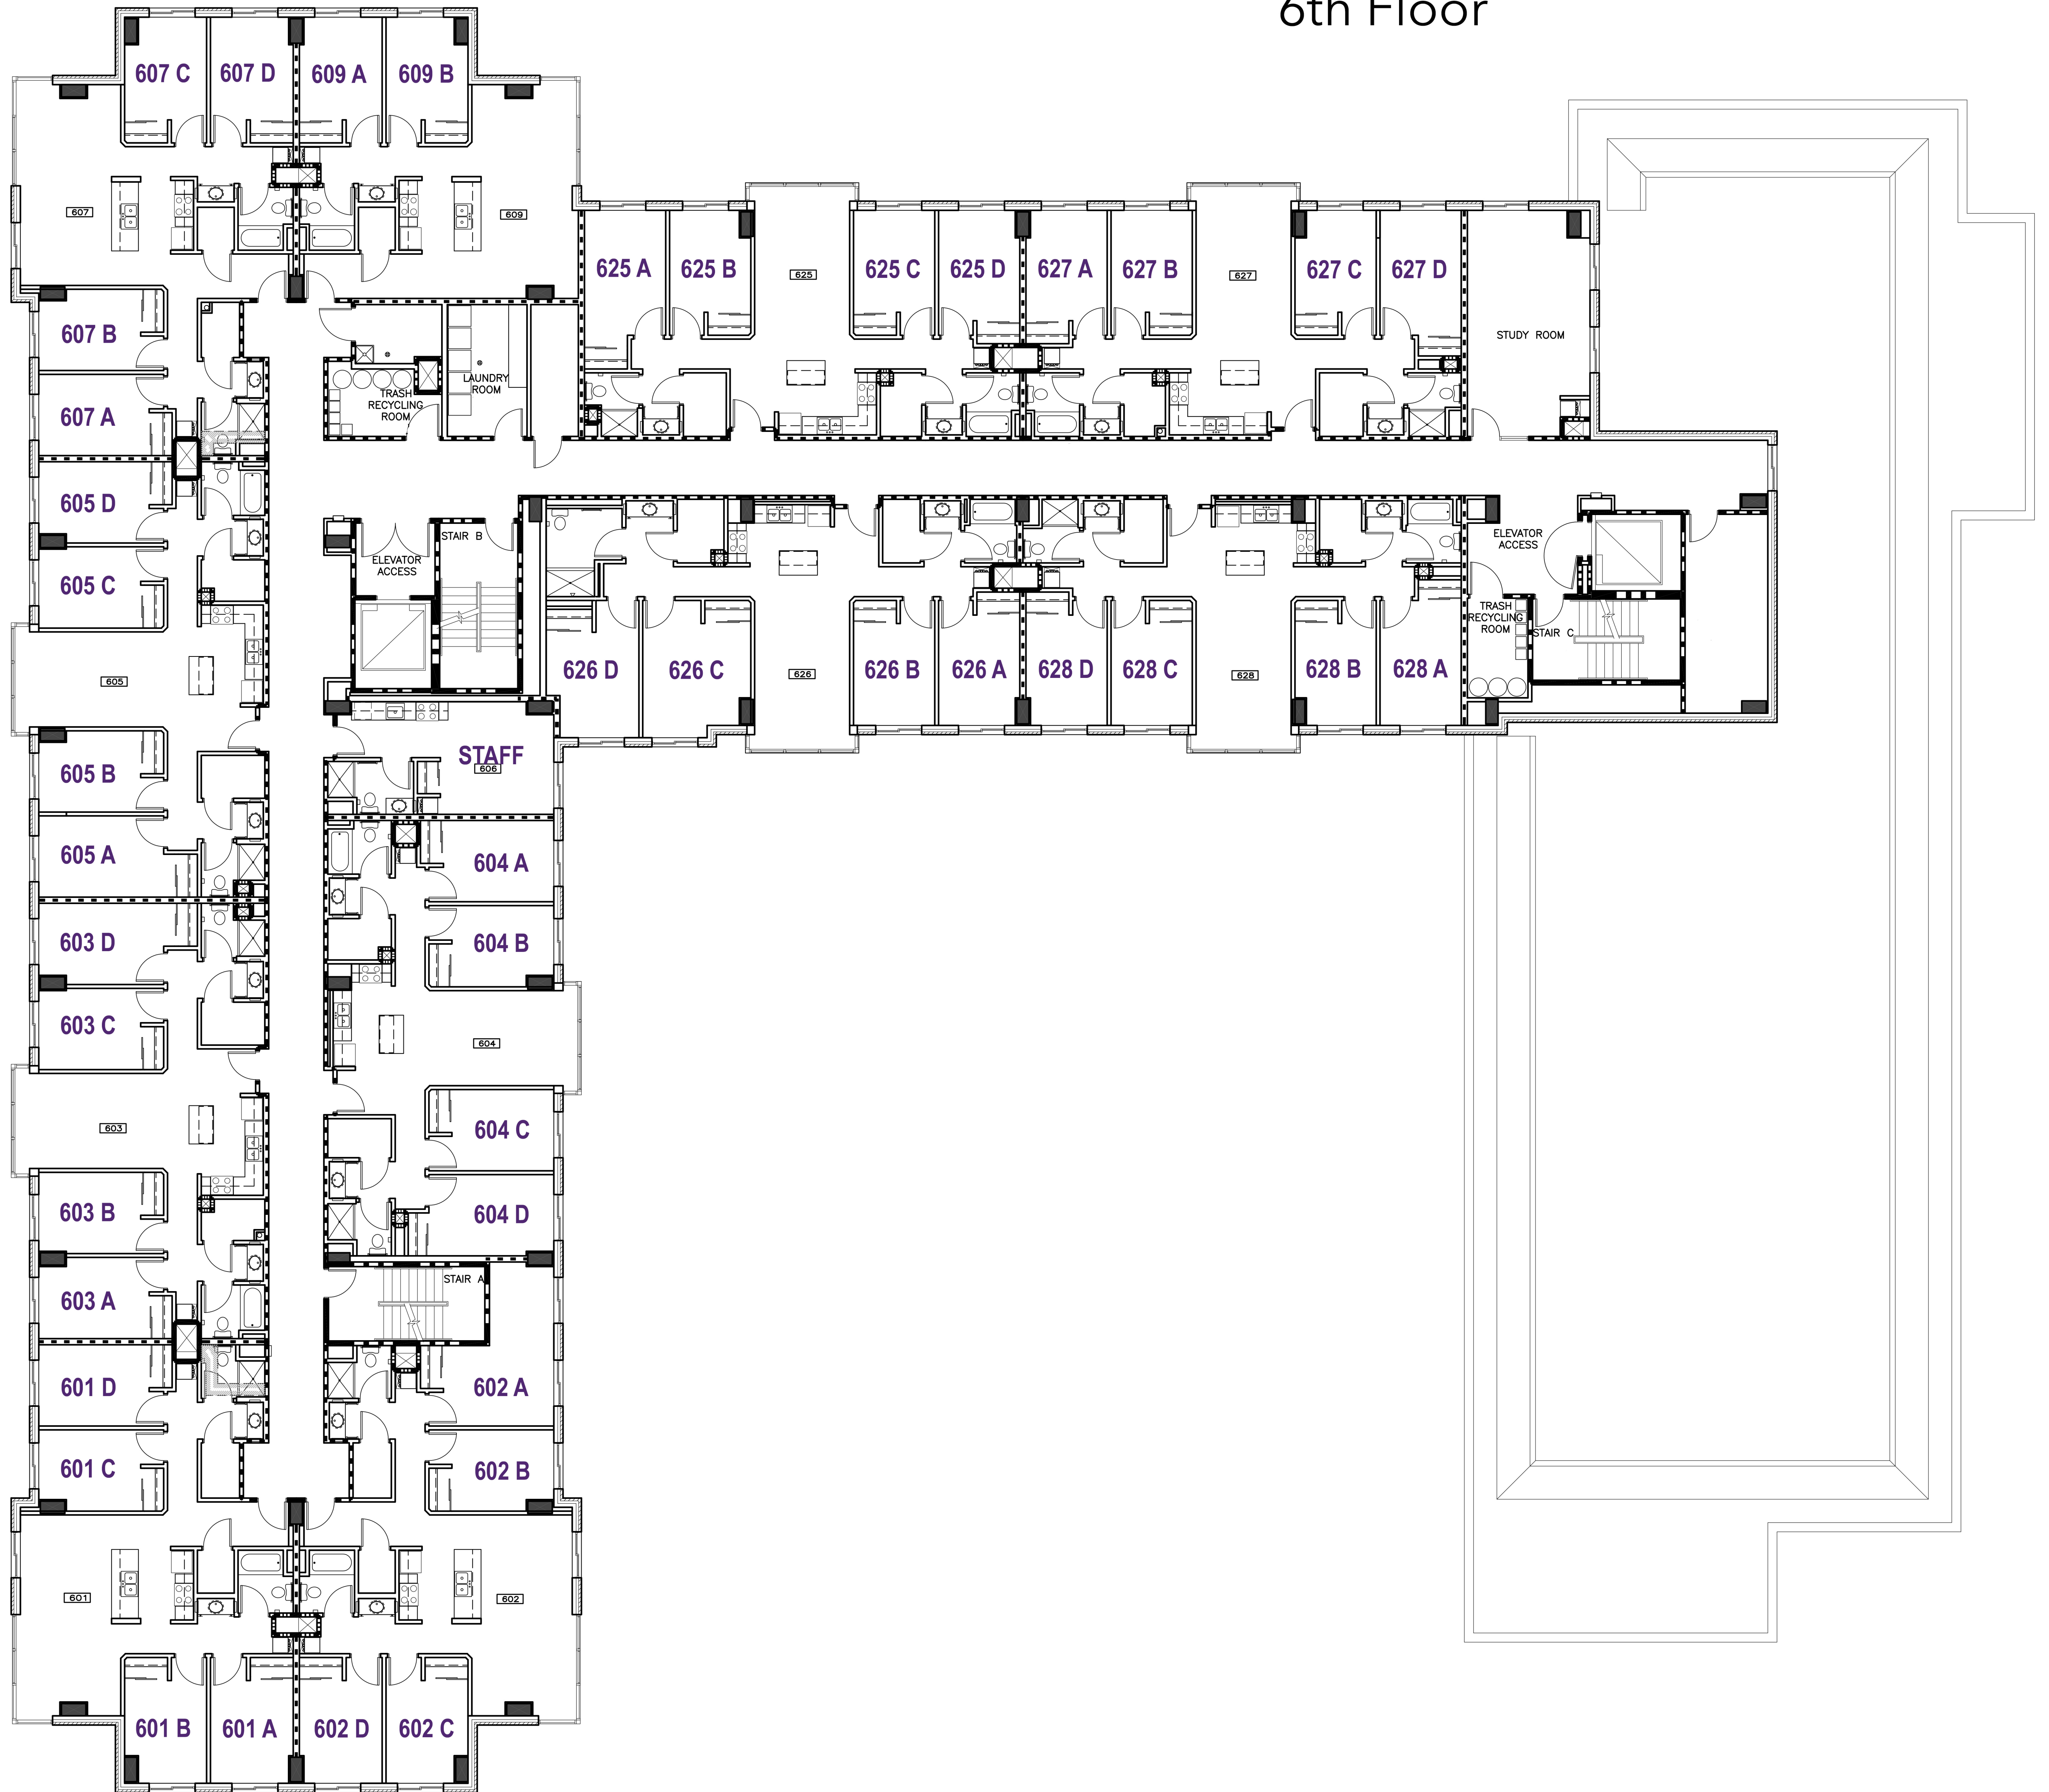 6th Floor
607 C
607 D
609 A
609 B
607
609
625 A
625 B
625
625 C
625 D
627 A
627 B
627
627 C
627 D
STUDY ROOM
607 B
607 A
LAUNDRY
ROOM
TRASH
RECYCLING
ROOM
605 D
605 C
ELEVATOR
ACCESS
STAIR B
ELEVATOR
ACCESS
TRASH
RECYCLING
ROOM
STAIR C
605
626 D
626 C
626
626 B
626 A
628 D
628 C
628
628 B
628 A
STAFF
606
605 B
605 A
604 A
603 D
604 B
603 C
604
603
604 C
603 B
604 D
603 A
STAIR A
601 D
602 A
601 C
602 B
601
602
601 B
601 A
602 D
602 C